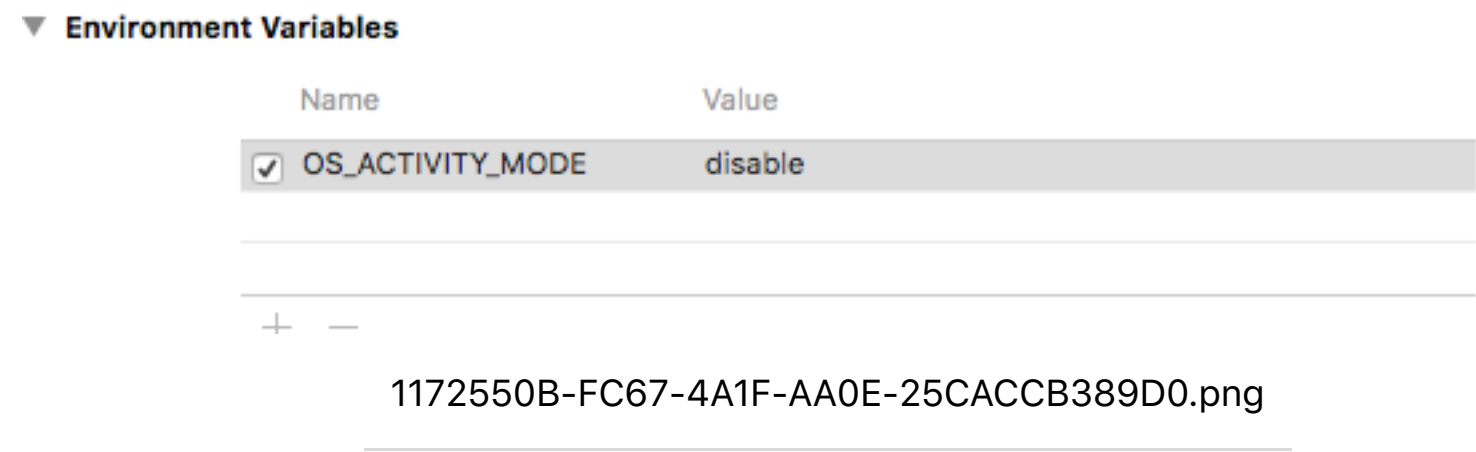 Environment Variables
Name Value
OS_ACTIVITY_MODE disable
1172550B-FC67-4A1F-AA0E-25CACCB389D0.png